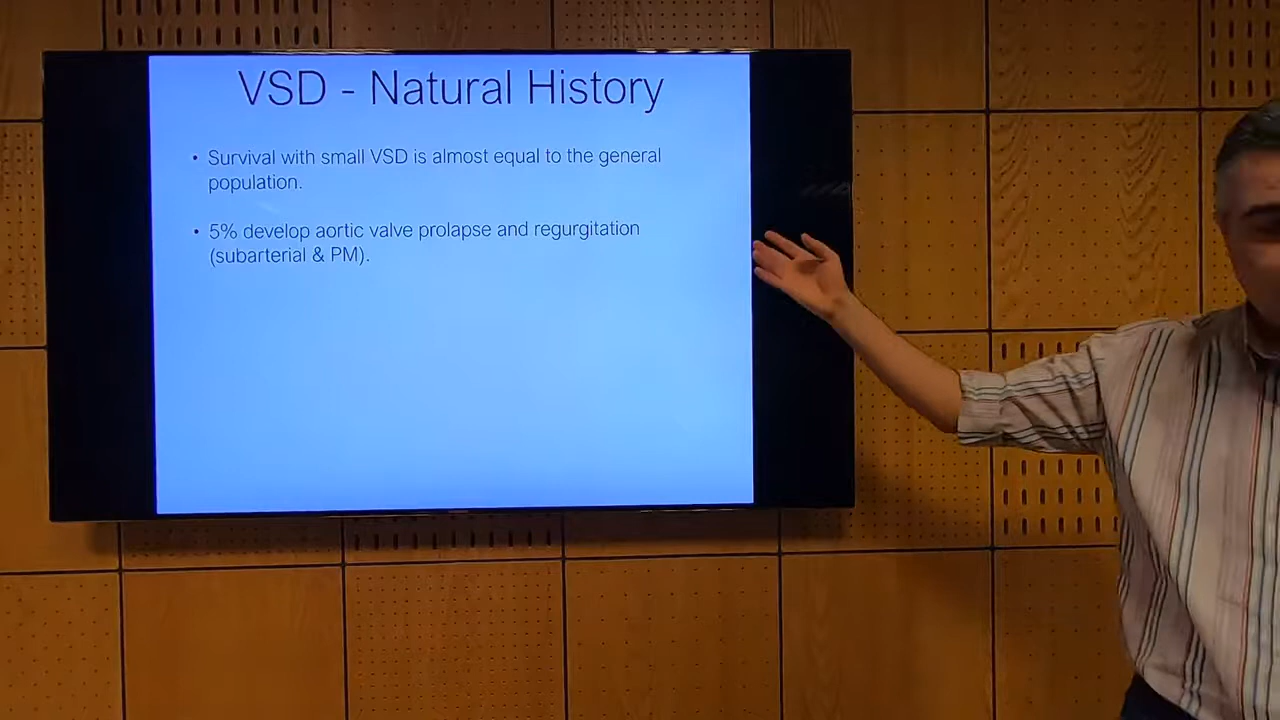 VSD - Natural History
• Survival with small VSD is almost equal to the general
population.
• 5% develop aortic valve prolapse and regurgitation
(subarterial & PM).